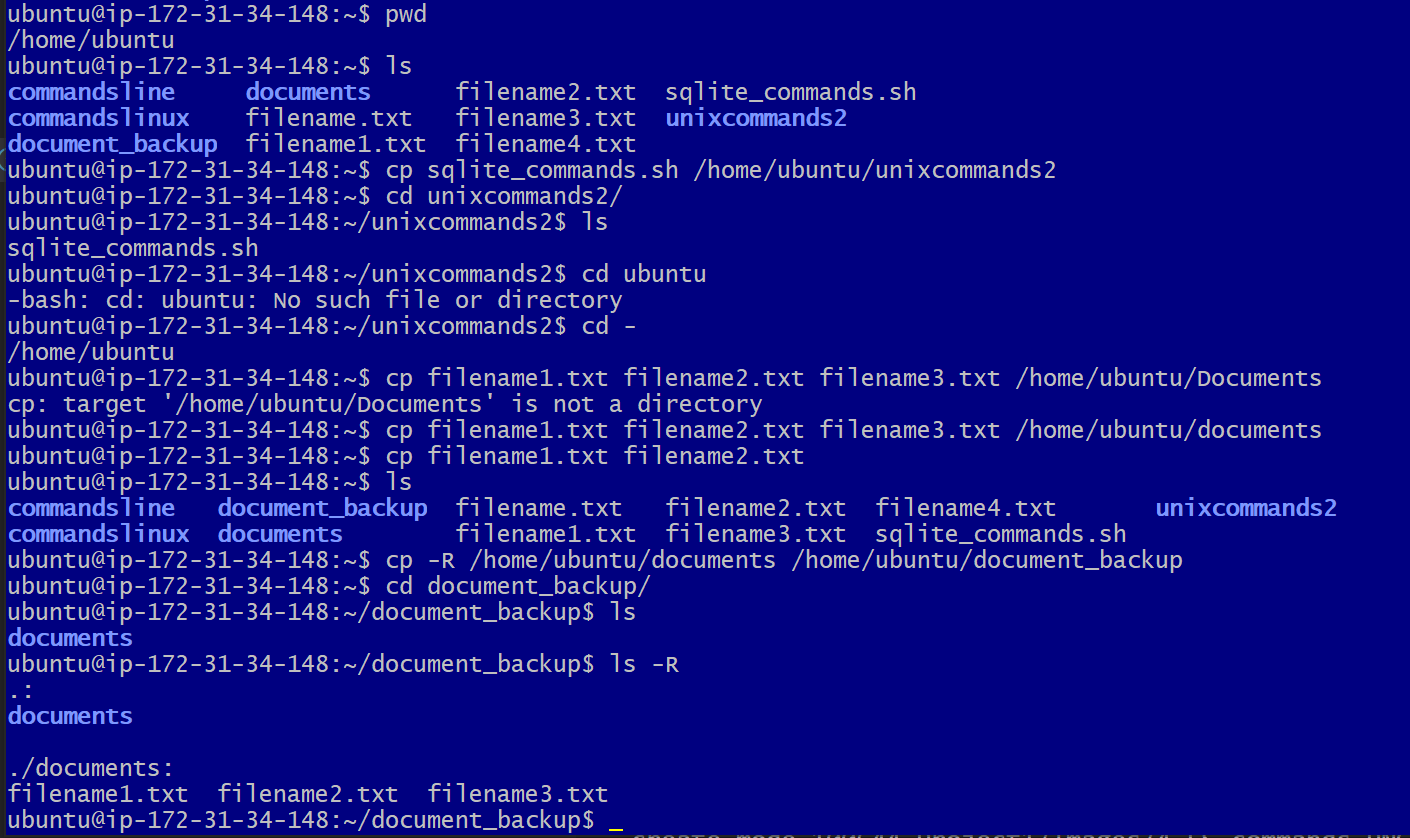 ubuntu@ip-172-31-34-148:~$ pwd
/home/ubuntu
ubuntu@ip-172-31-34-148:~$ ls
commandsline     documents      filename2.txt  sqlite_commands.sh
commandslinux    filename.txt   filename3.txt  unixcommands2
document_backup  filename1.txt  filename4.txt
ubuntu@ip-172-31-34-148:~$ cp sqlite_commands.sh /home/ubuntu/unixcommands2
ubuntu@ip-172-31-34-148:~$ cd unixcommands2/
ubuntu@ip-172-31-34-148:~/unixcommands2$ ls
sqlite_commands.sh
ubuntu@ip-172-31-34-148:~/unixcommands2$ cd ubuntu
-bash: cd: ubuntu: No such file or directory
ubuntu@ip-172-31-34-148:~/unixcommands2$ cd -
/home/ubuntu
ubuntu@ip-172-31-34-148:~$ cp filename1.txt filename2.txt filename3.txt /home/ubuntu/Documents
cp: target '/home/ubuntu/Documents' is not a directory
ubuntu@ip-172-31-34-148:~$ cp filename1.txt filename2.txt filename3.txt /home/ubuntu/documents
ubuntu@ip-172-31-34-148:~$ cp filename1.txt filename2.txt
ubuntu@ip-172-31-34-148:~$ ls
commandsline   document_backup  filename.txt   filename2.txt  filename4.txt       unixcommands2
commandslinux  documents        filename1.txt  filename3.txt  sqlite_commands.sh
ubuntu@ip-172-31-34-148:~$ cp -R /home/ubuntu/documents /home/ubuntu/document_backup
ubuntu@ip-172-31-34-148:~$ cd document_backup/
ubuntu@ip-172-31-34-148:~/document_backup$ ls
documents
ubuntu@ip-172-31-34-148:~/document_backup$ ls -R
.:
documents

./documents:
filename1.txt  filename2.txt  filename3.txt
ubuntu@ip-172-31-34-148:~/document_backup$ _